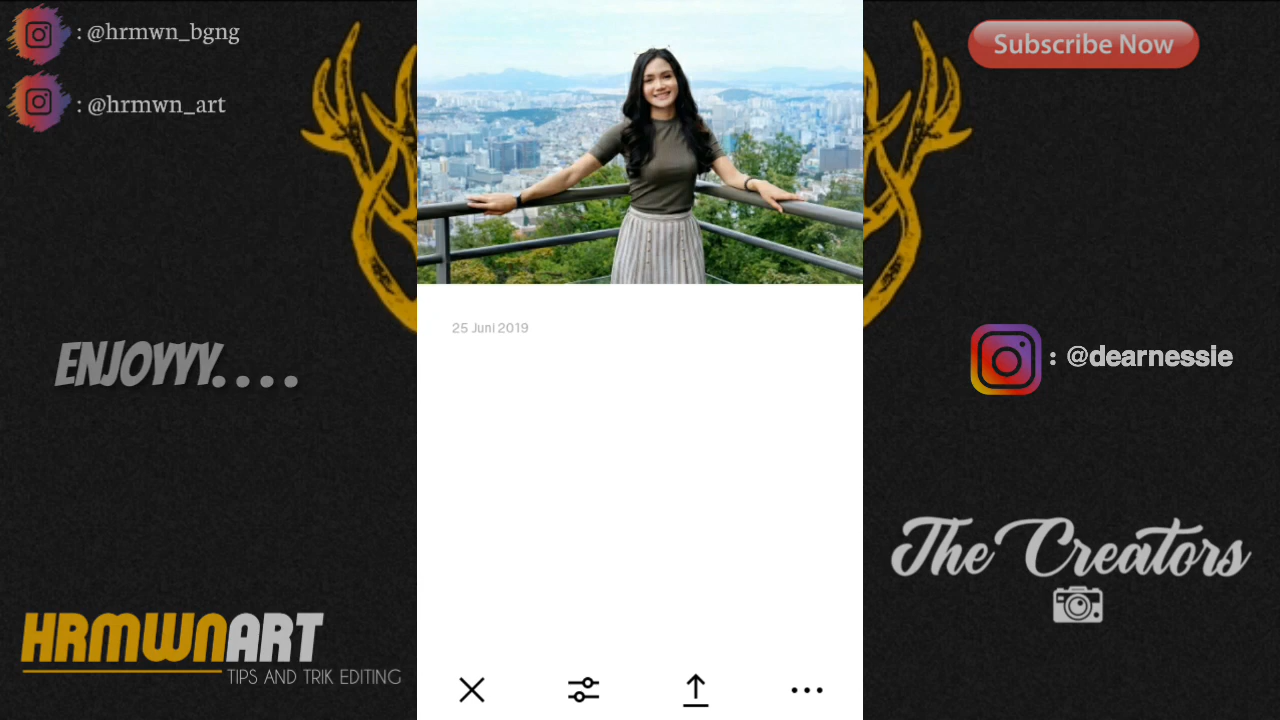 : @hrmwn_bgng
: @hrmwn_art
Subscribe Now
25 Juni 2019
ENJOYYY....
: @dearnessie
The Creators
HRMWNART
TIPS AND TRIK EDITING